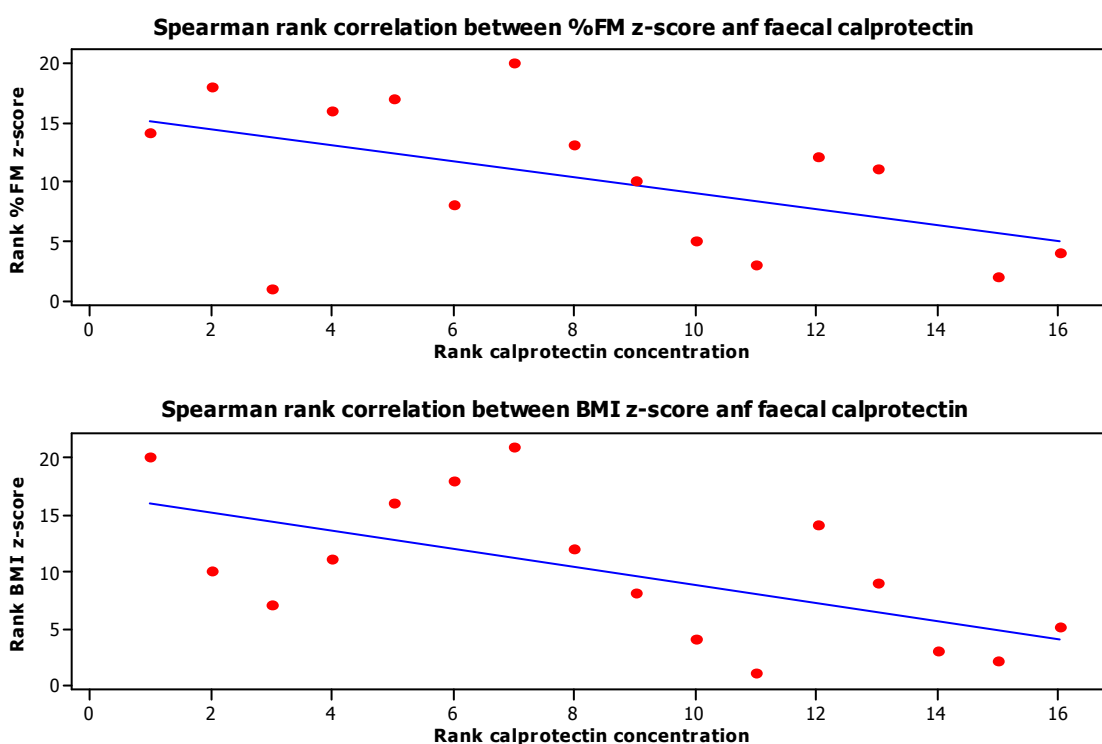 Spearman rank correlation between %FM z-score anf faecal calprotectin
Rank %FM z-score
20
15
10
5
0
0 2 4 6 8 10 12 14 16
Rank calprotectin concentration
Spearman rank correlation between BMI z-score anf faecal calprotectin
Rank BMI z-score
20
15
10
5
0
0 2 4 6 8 10 12 14 16
Rank calprotectin concentration